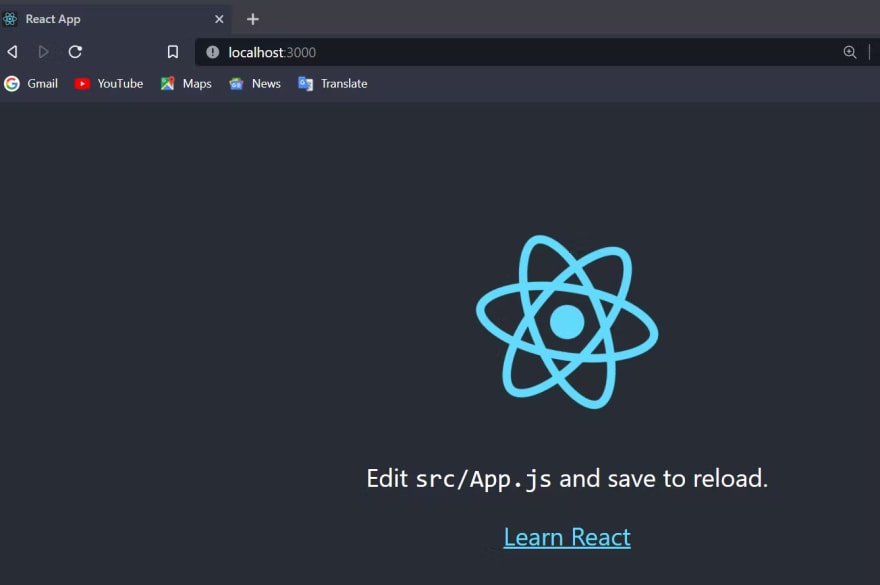 React App
localhost:3000
Gmail YouTube Maps News Translate
Edit src/App.js and save to reload.
Learn React